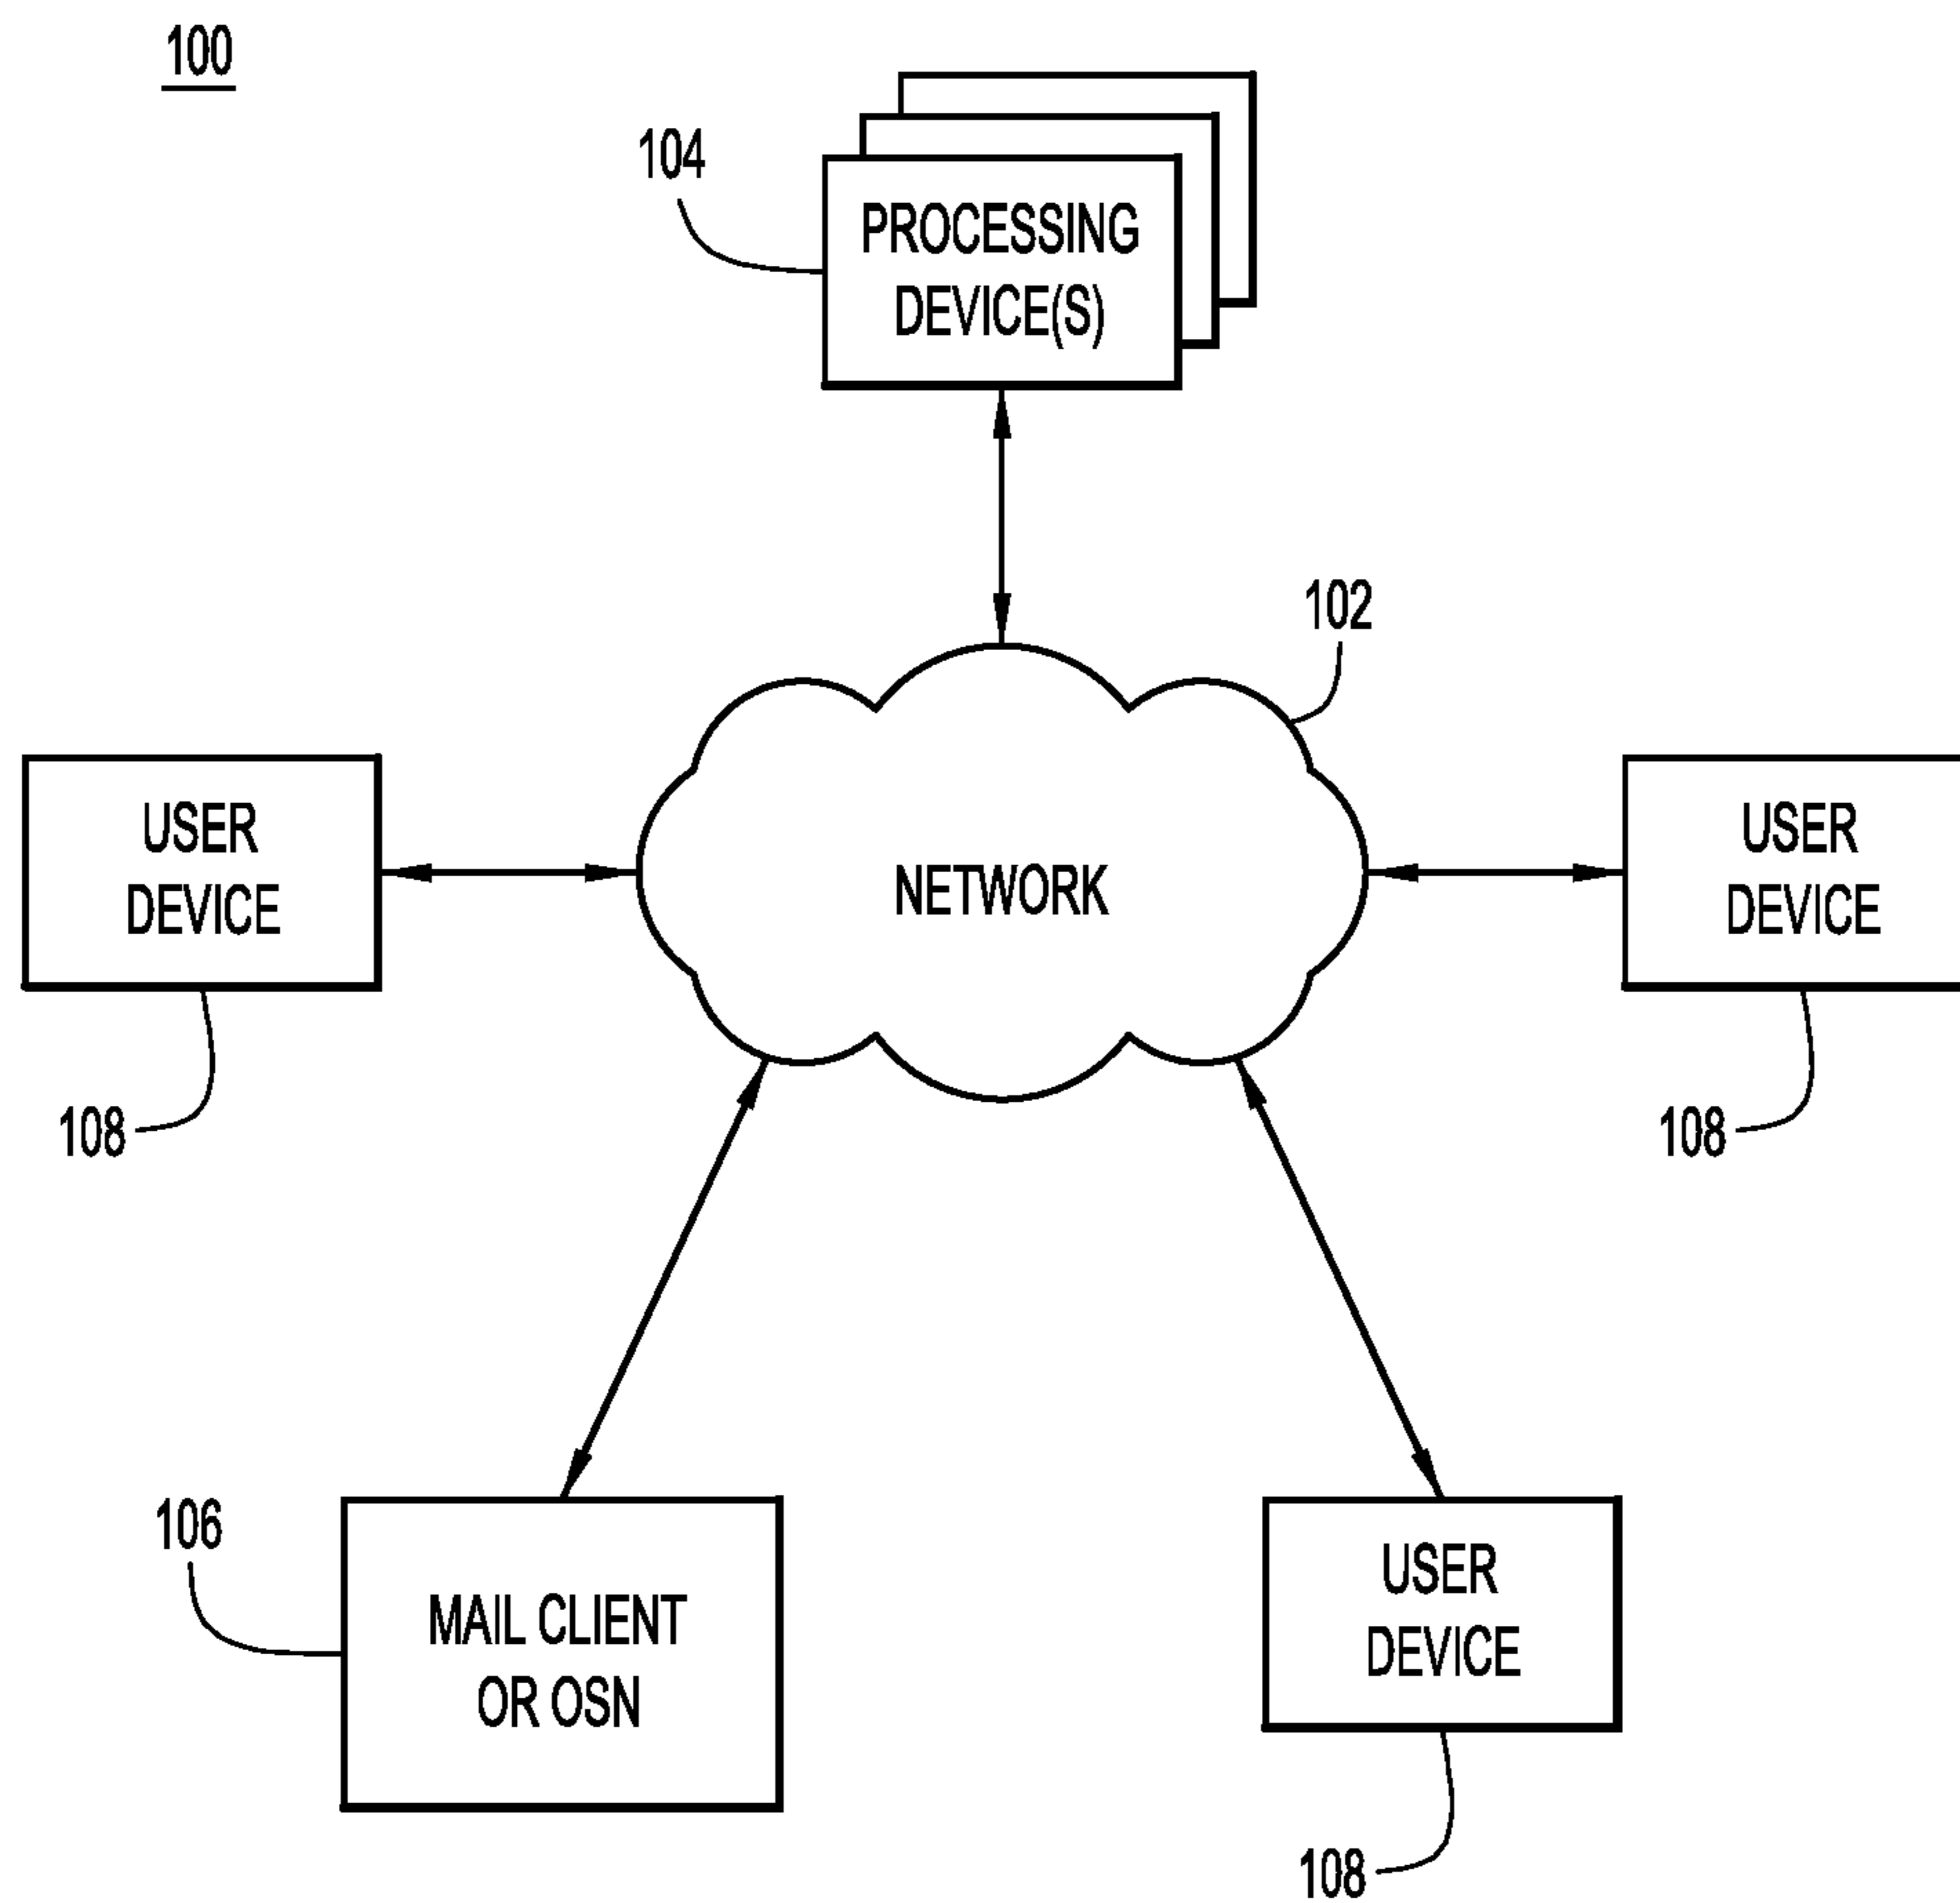 100
104
PROCESSING
DEVICE(S)
102
USER
DEVICE
NETWORK
USER
DEVICE
108
108
106
MAIL CLIENT
OR OSN
USER
DEVICE
108